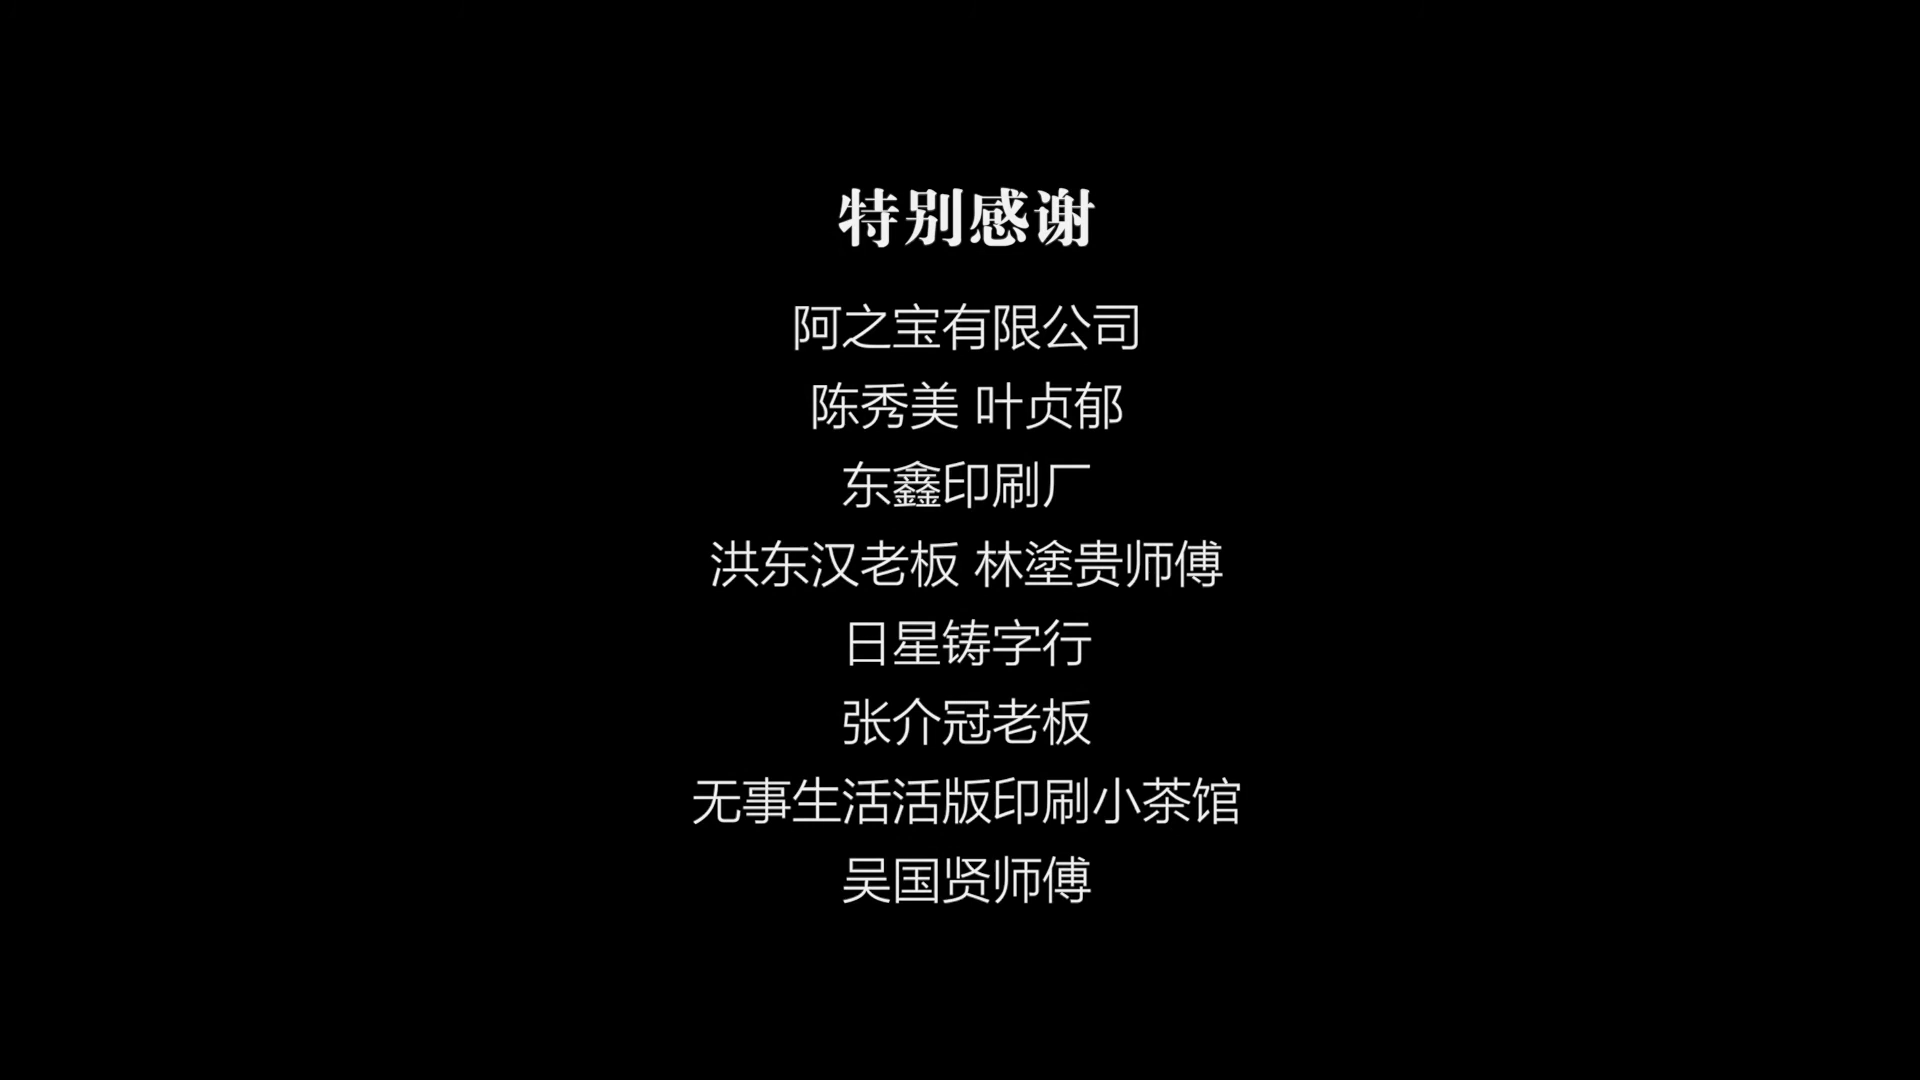 特别感谢
阿之宝有限公司
陈秀美 叶贞郁
东鑫印刷厂
洪东汉老板 林塗贵师傅
日星铸字行
张介冠老板
无事生活活版印刷小茶馆
吴国贤师傅